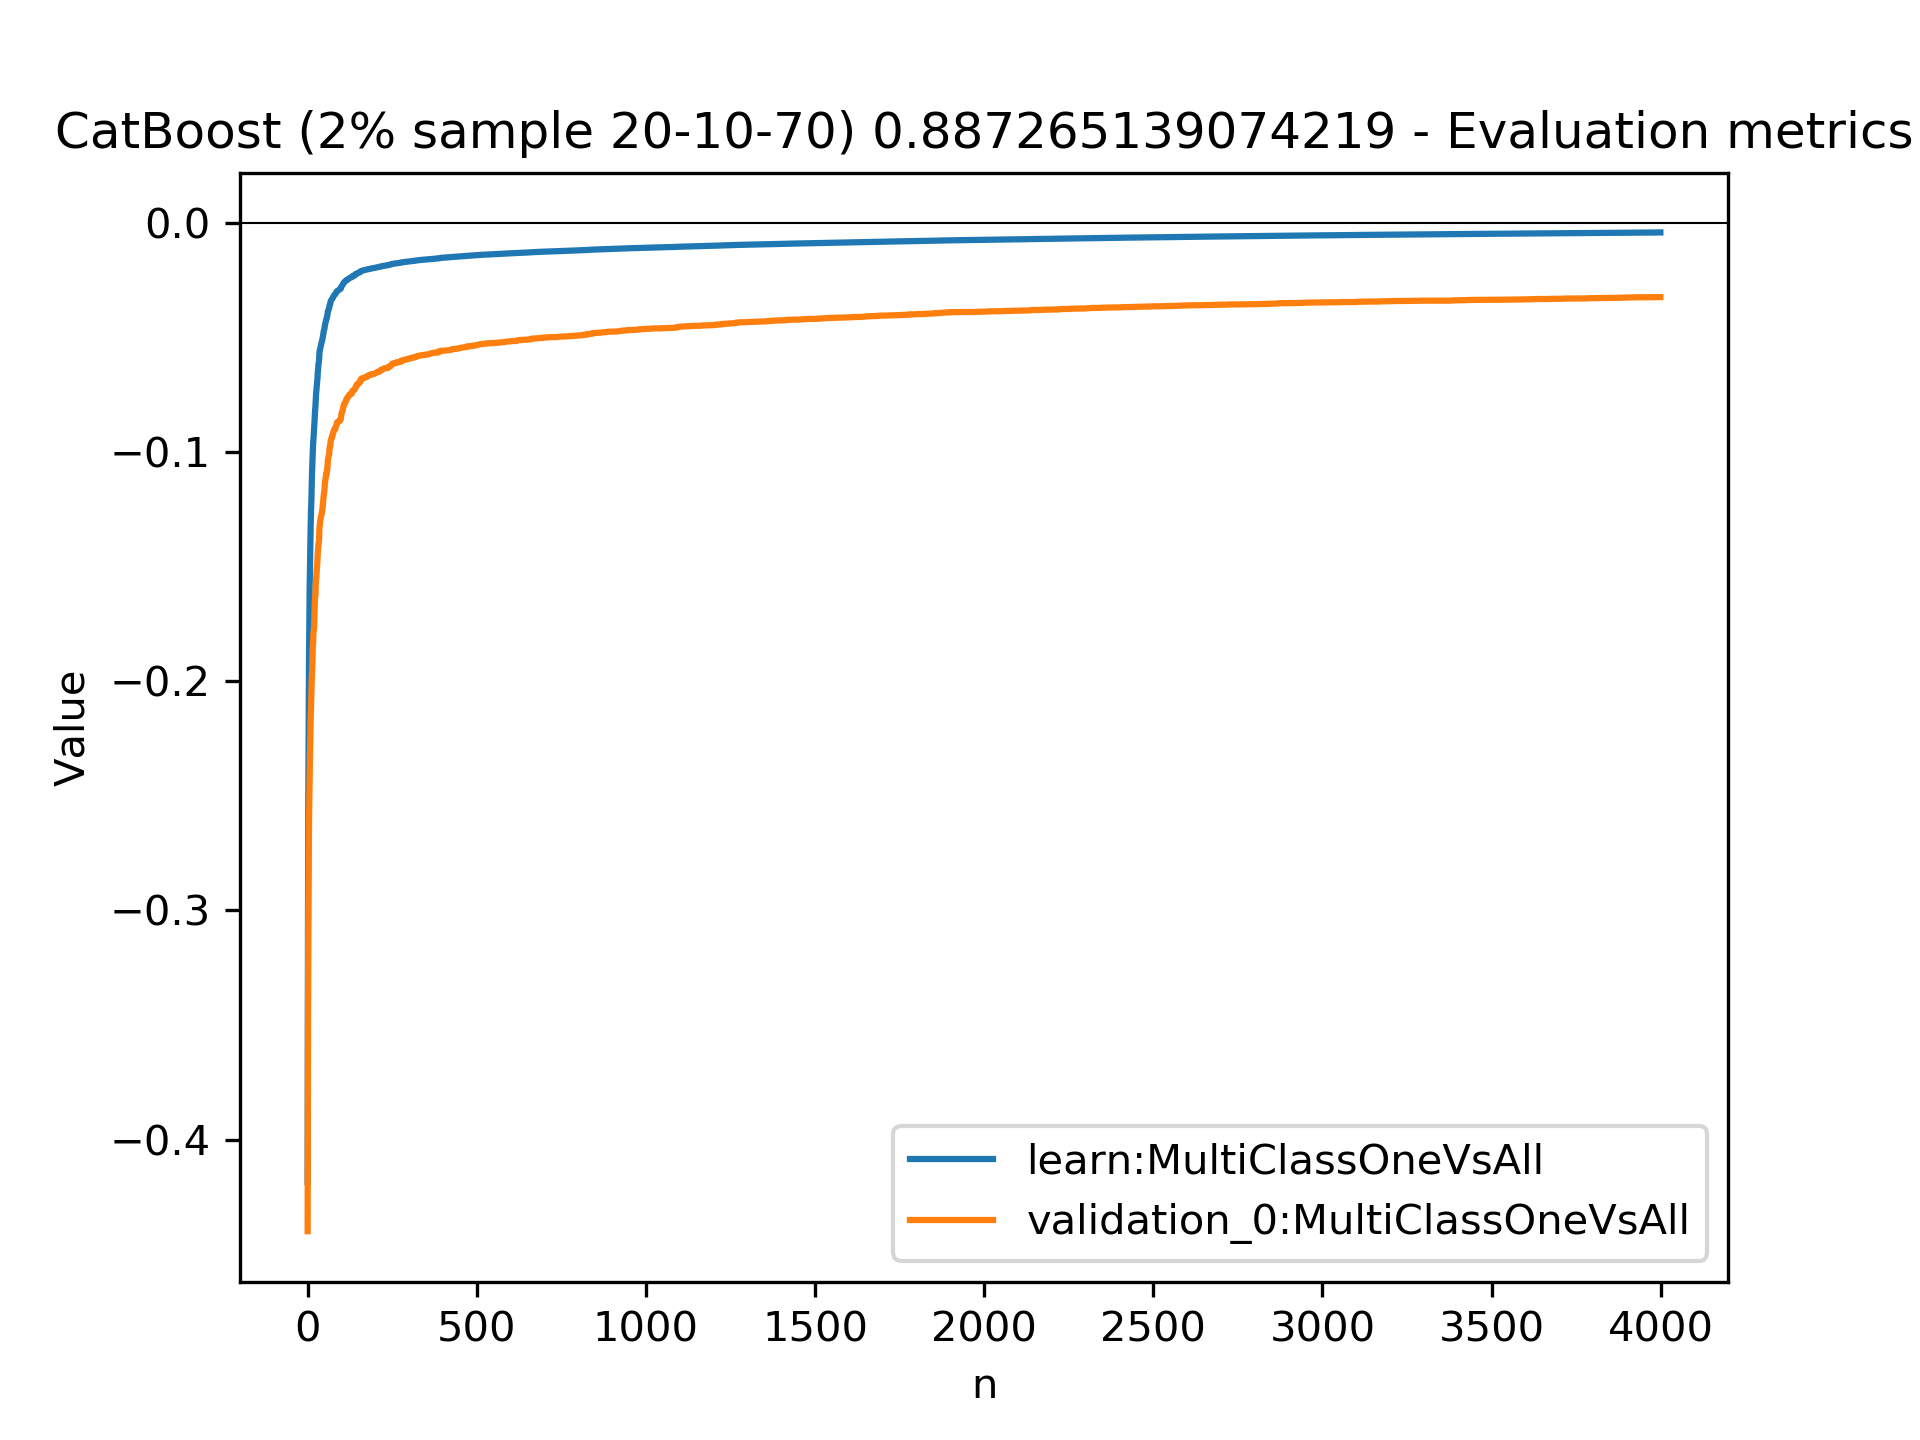 CatBoost (2% sample 20-10-70) 0.887265139074219 - Evaluation metrics
0.0
−0.1
−0.2
−0.3
−0.4
Value
learn:MultiClassOneVsAll
validation_0:MultiClassOneVsAll
0 500 1000 1500 2000 2500 3000 3500 4000
n